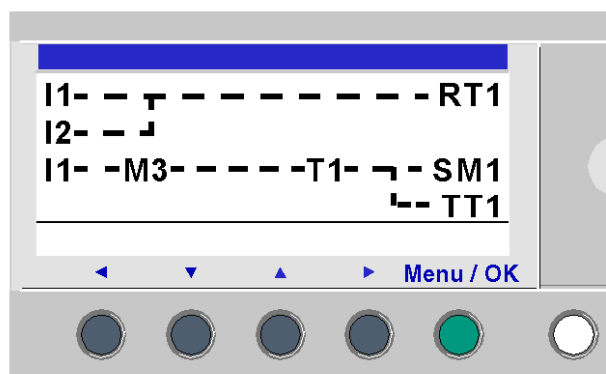 I1- - - - - - - - - - RT1
I2- - -
I1- -M3- - - - -T1- - - SM1
-- TT1
Menu / OK